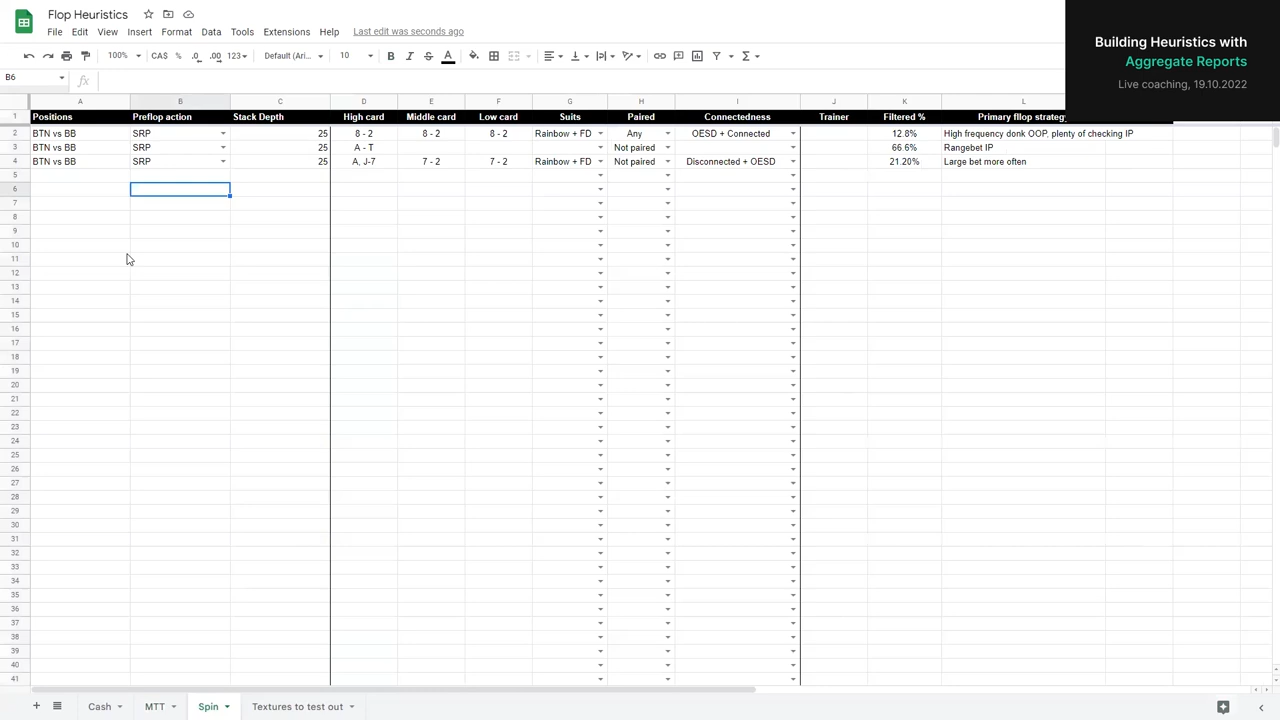 Flop Heuristics
File Edit View Insert Format Data Tools Extensions Help Last edit was seconds ago
100% CA$ % .0 .00 123 Default (Ari... 10 B I S A
B6 fx
Building Heuristics with
Aggregate Reports
Live coaching, 19.10.2022
A B C D E F G H I J K L
1 Positions Preflop action Stack Depth High card Middle card Low card Suits Paired Connectedness Trainer Filtered % Primary fflop strategy
2 BTN vs BB SRP 25 8 - 2 8 - 2 8 - 2 Rainbow + FD Any OESD + Connected 12.8% High frequency donk OOP, plenty of checking IP
3 BTN vs BB SRP 25 A - T Not paired 66.6% Rangebet IP
4 BTN vs BB SRP 25 A, J-7 7 - 2 7 - 2 Rainbow + FD Not paired Disconnected + OESD 21.20% Large bet more often
5
6
7
8
9
10
11
12
13
14
15
16
17
18
19
20
21
22
23
24
25
26
27
28
29
30
31
32
33
34
35
36
37
38
39
40
41
Cash MTT Spin Textures to test out